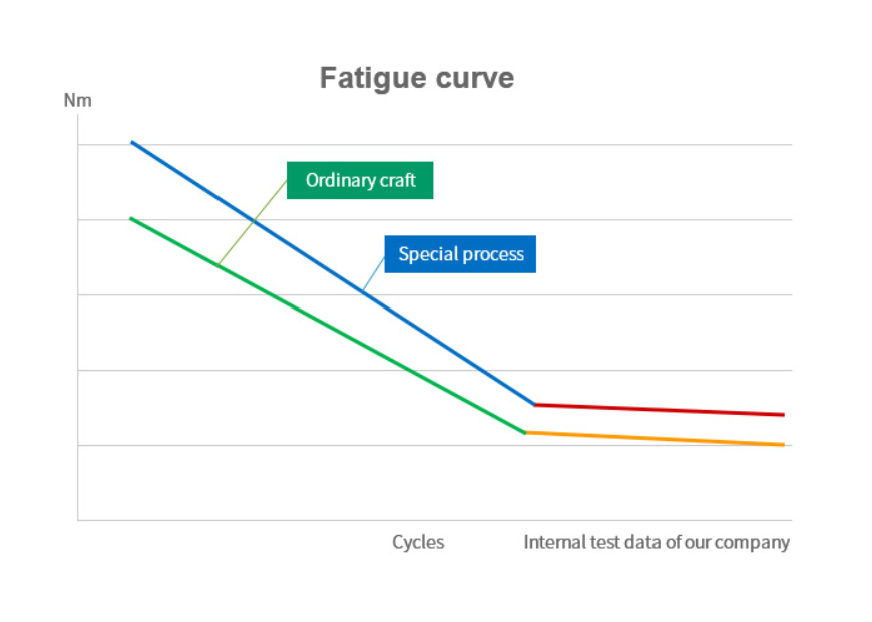 Fatigue curve
Nm
Ordinary craft
Special process
Cycles
Internal test data of our company